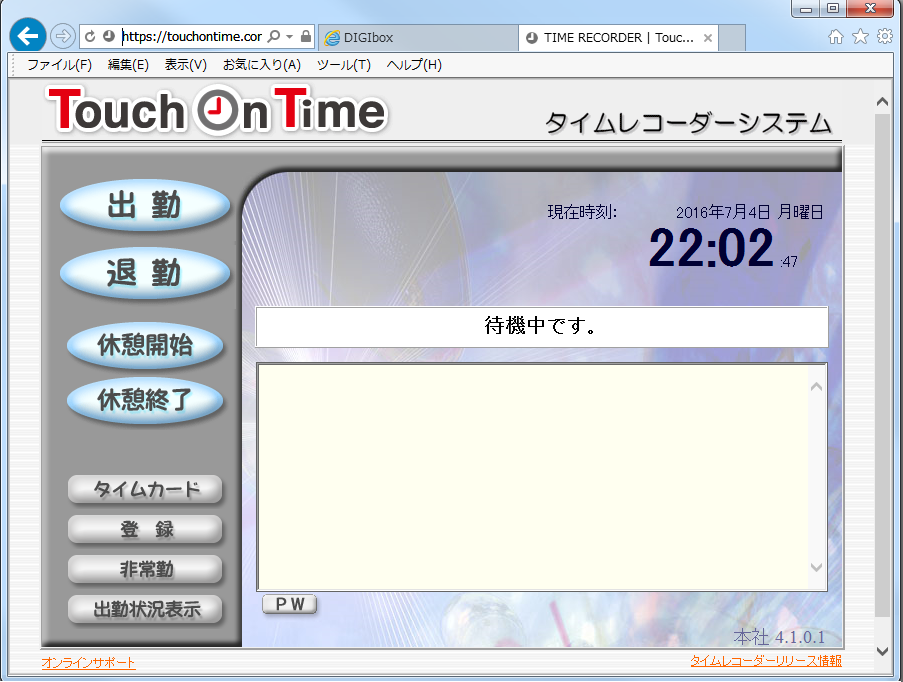 https://touchontime.cor
DIGIbox
TIME RECORDER | Touc...
ファイル(F) 編集(E) 表示(V) お気に入り(A) ツール(T) ヘルプ(H)
Touch On Time
タイムレコーダーシステム
出 勤
退 勤
休憩開始
休憩終了
タイムカード
登 録
非常勤
出勤状況表示
現在時刻: 2016年7月4日 月曜日
22:02 :47
待機中です。
PW
本社 4.1.0.1
オンラインサポート
タイムレコーダーリリース情報